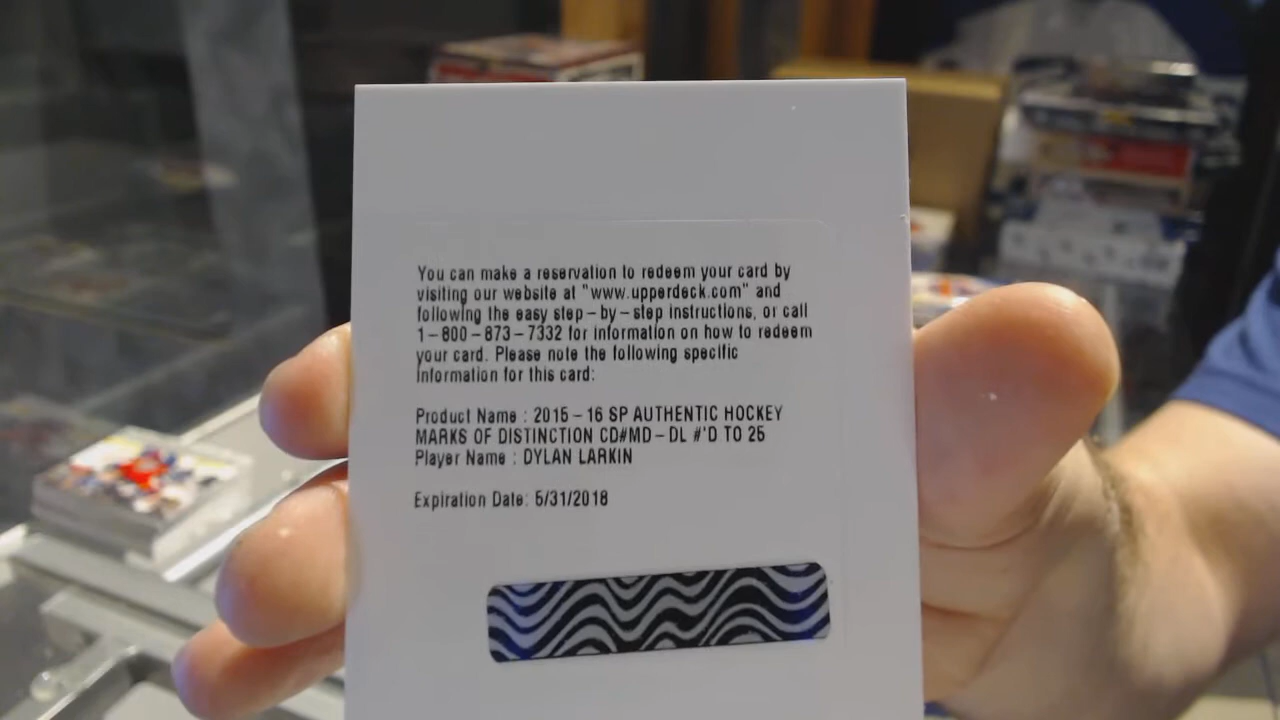 You can make a reservation to redeem your card by
visiting our website at "www.upperdeck.com" and
following the easy step – by – step instructions, or call
1 – 800 – 873 – 7332 for information on how to redeem
your card. Please note the following specific
information for this card:
Product Name : 2015 – 16 SP AUTHENTIC HOCKEY
MARKS OF DISTINCTION CD#MD – DL #'D TO 25
Player Name : DYLAN LARKIN
Expiration Date: 5/31/2018